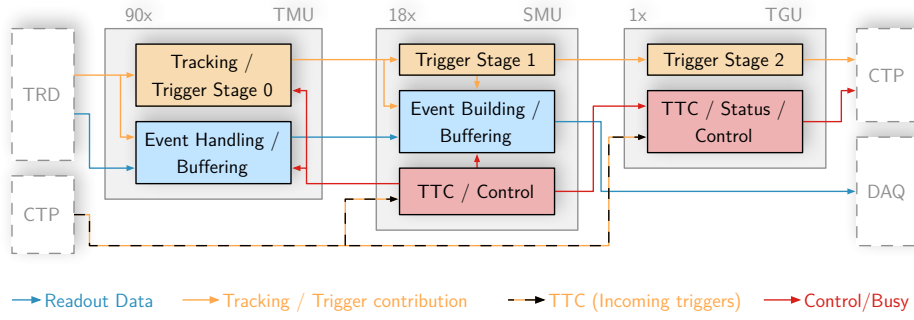 90x TMU
18x SMU
1x TGU
TRD
Tracking /
Trigger Stage 0
Trigger Stage 1
Trigger Stage 2
CTP
Event Handling /
Buffering
Event Building /
Buffering
TTC / Status /
Control
CTP
TTC / Control
DAQ
Readout Data
Tracking / Trigger contribution
TTC (Incoming triggers)
Control/Busy